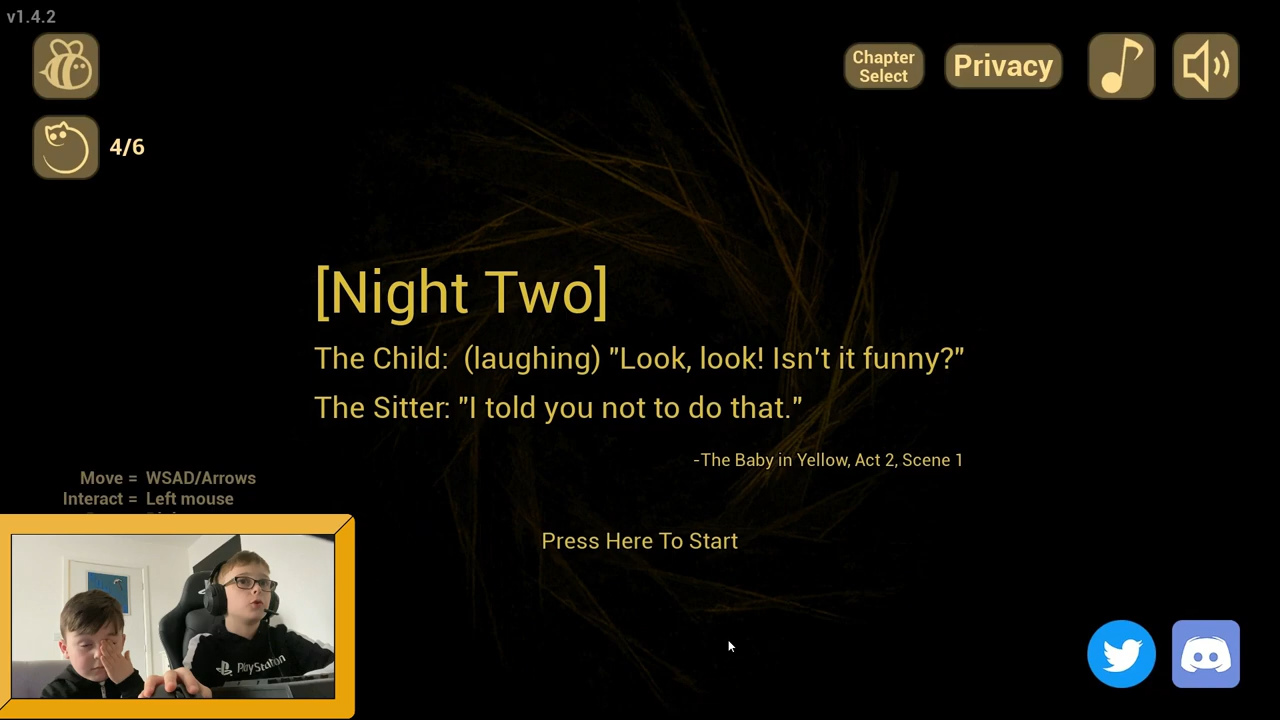 v1.4.2
Chapter
Select
Privacy
4/6
[Night Two]
The Child:  (laughing) "Look, look! Isn't it funny?"
The Sitter: "I told you not to do that."
-The Baby in Yellow, Act 2, Scene 1
Move = WSAD/Arrows
Interact = Left mouse
Press Here To Start
PlayStation